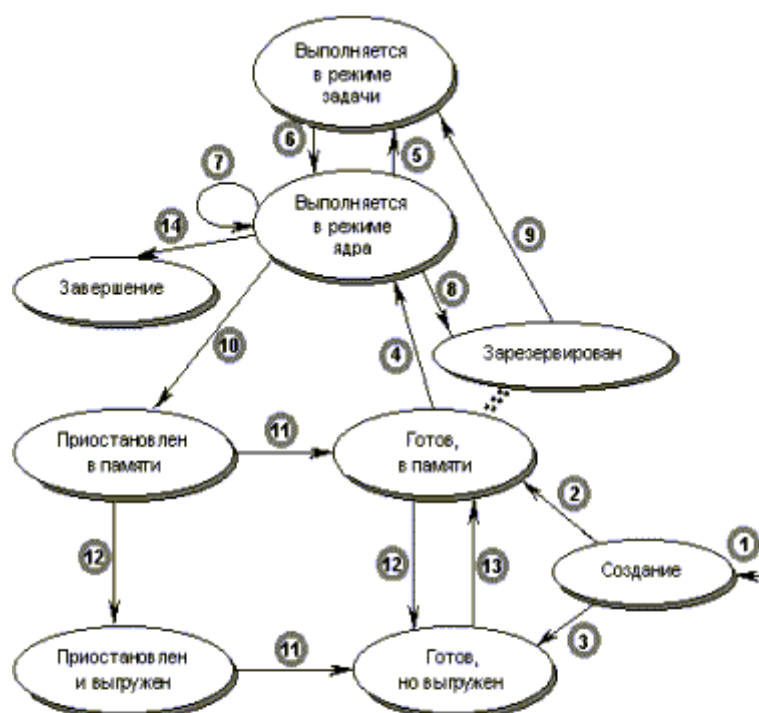 Выполняется
в режиме
задачи
6
5
7
Выполняется
в режиме
ядра
14
9
Завершение
8
10
4
Зарезервирован
Приостановлен
в памяти
11
Готов,
в памяти
2
12
12
13
Создание
1
3
Приостановлен
и выгружен
11
Готов,
но выгружен